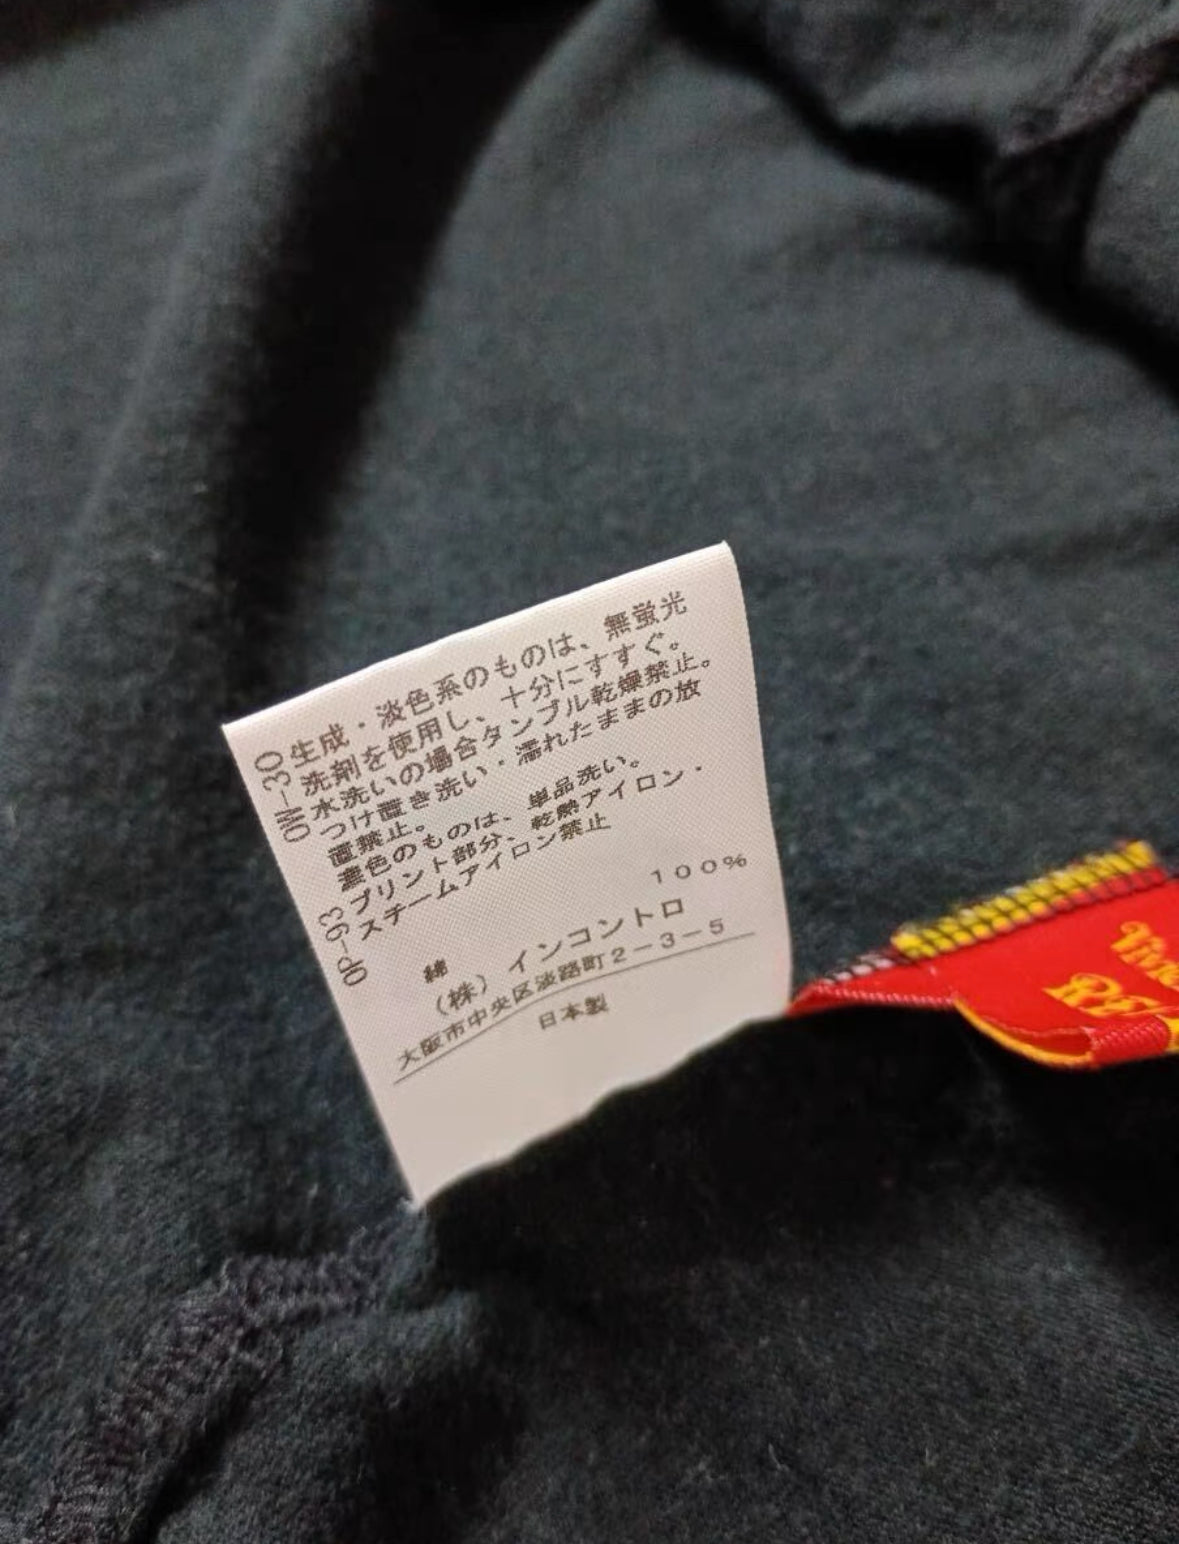 OW-30
生成・淡色系のものは、無蛍光
洗剤を使用し、十分にすすぐ。
水洗いの場合タンブル乾燥禁止。
つけ置き洗い・濡れたままの放
置禁止。
濃色のものは、単品洗い。
OP-93
プリント部分、乾熱アイロン・
スチームアイロン禁止
綿 100%
(株) インコントロ
大阪市中央区淡路町2-3-5
日本製